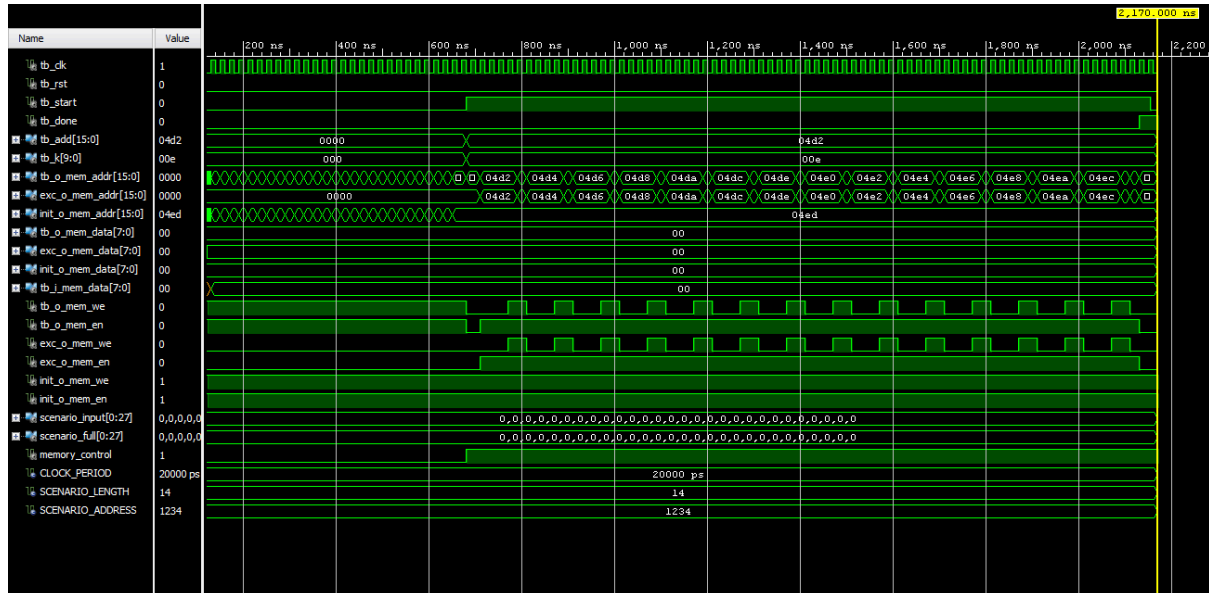 2,170.000 ns
Name Value
200 ns 400 ns 600 ns 800 ns 1,000 ns 1,200 ns 1,400 ns 1,600 ns 1,800 ns 2,000 ns 2,200
tb_clk 1
tb_rst 0
tb_start 0
tb_done 0
tb_add[15:0] 04d2 0000 04d2
tb_k[9:0] 00e 000 00e
tb_o_mem_addr[15:0] 0000 04d2 04d4 04d6 04d8 04da 04dc 04de 04e0 04e2 04e4 04e6 04e8 04ea 04ec
exc_o_mem_addr[15:0] 0000 0000 04d2 04d4 04d6 04d8 04da 04dc 04de 04e0 04e2 04e4 04e6 04e8 04ea 04ec
init_o_mem_addr[15:0] 04ed 04ed
tb_o_mem_data[7:0] 00 00
exc_o_mem_data[7:0] 00 00
init_o_mem_data[7:0] 00 00
tb_i_mem_data[7:0] 00 00
tb_o_mem_we 0
tb_o_mem_en 0
exc_o_mem_we 0
exc_o_mem_en 0
init_o_mem_we 1
init_o_mem_en 1
scenario_input[0:27] 0,0,0,0,0 0,0,0,0,0,0,0,0,0,0,0,0,0,0,0,0,0,0,0,0,0,0,0,0
scenario_full[0:27] 0,0,0,0,0 0,0,0,0,0,0,0,0,0,0,0,0,0,0,0,0,0,0,0,0,0,0,0,0
memory_control 1
CLOCK_PERIOD 20000 ps 20000 ps
SCENARIO_LENGTH 14 14
SCENARIO_ADDRESS 1234 1234